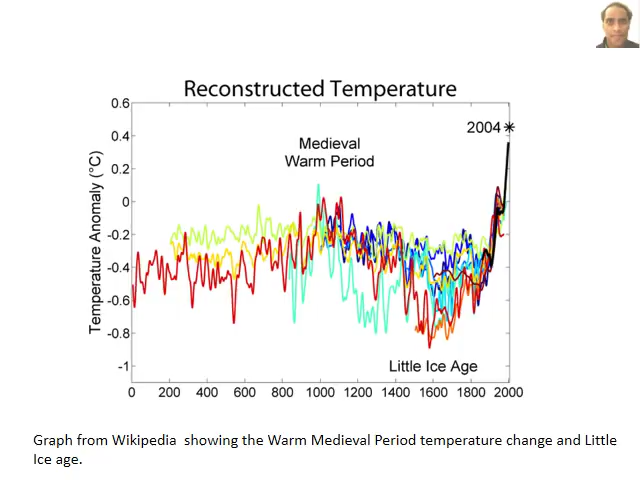 Reconstructed Temperature
0.6
0.4
0.2
0
-0.2
-0.4
-0.6
-0.8
-1
Temperature Anomaly (°C)
2004 *
Medieval
Warm Period
Little Ice Age
0 200 400 600 800 1000 1200 1400 1600 1800 2000
Graph from Wikipedia showing the Warm Medieval Period temperature change and Little
Ice age.